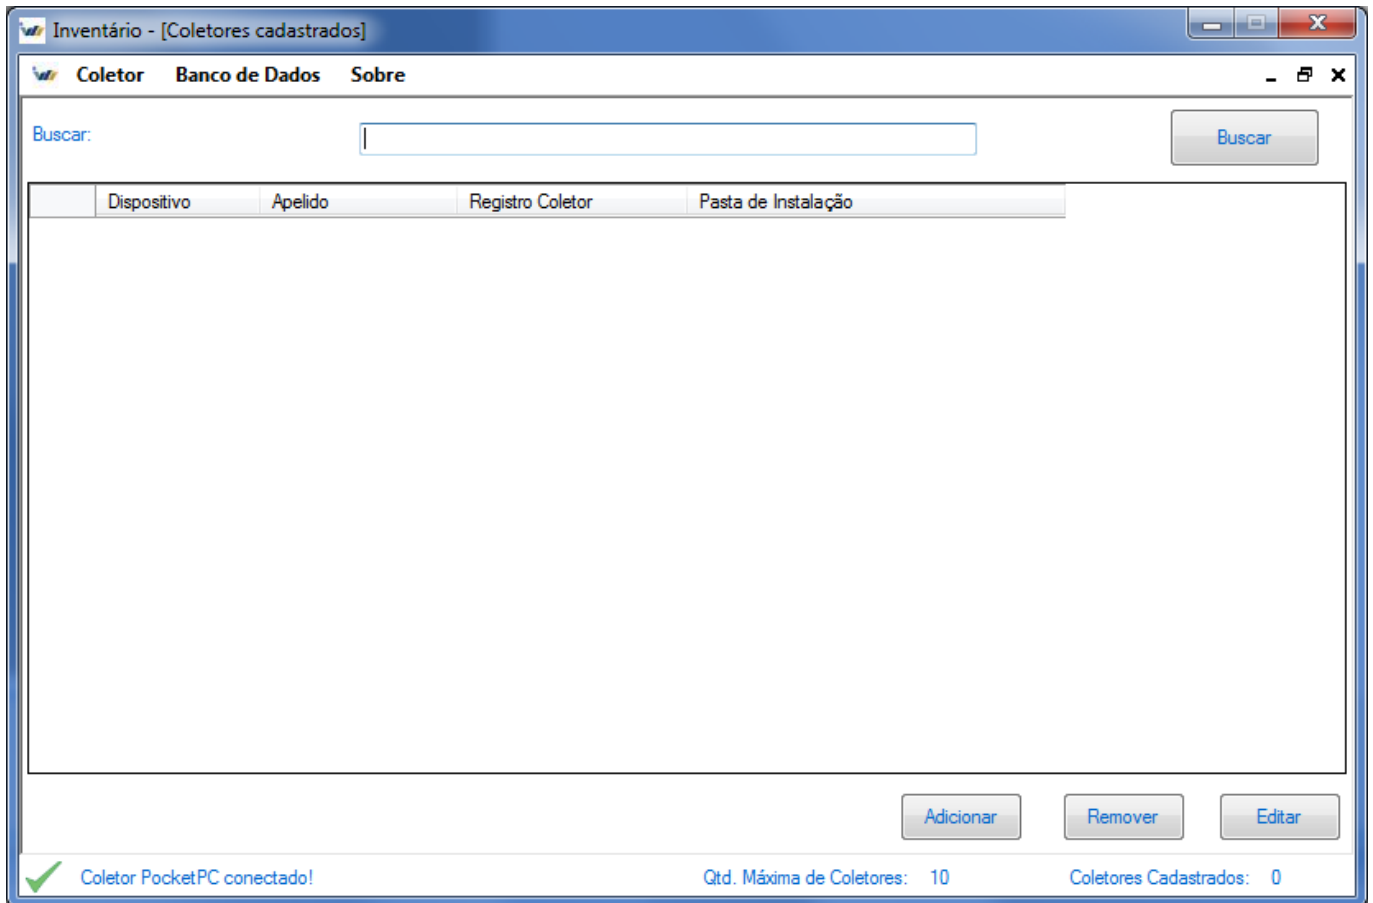 Inventário - [Coletores cadastrados]
Coletor Banco de Dados Sobre
Buscar: Buscar
Dispositivo Apelido Registro Coletor Pasta de Instalação
Adicionar Remover Editar
Coletor PocketPC conectado! Qtd. Máxima de Coletores: 10 Coletores Cadastrados: 0